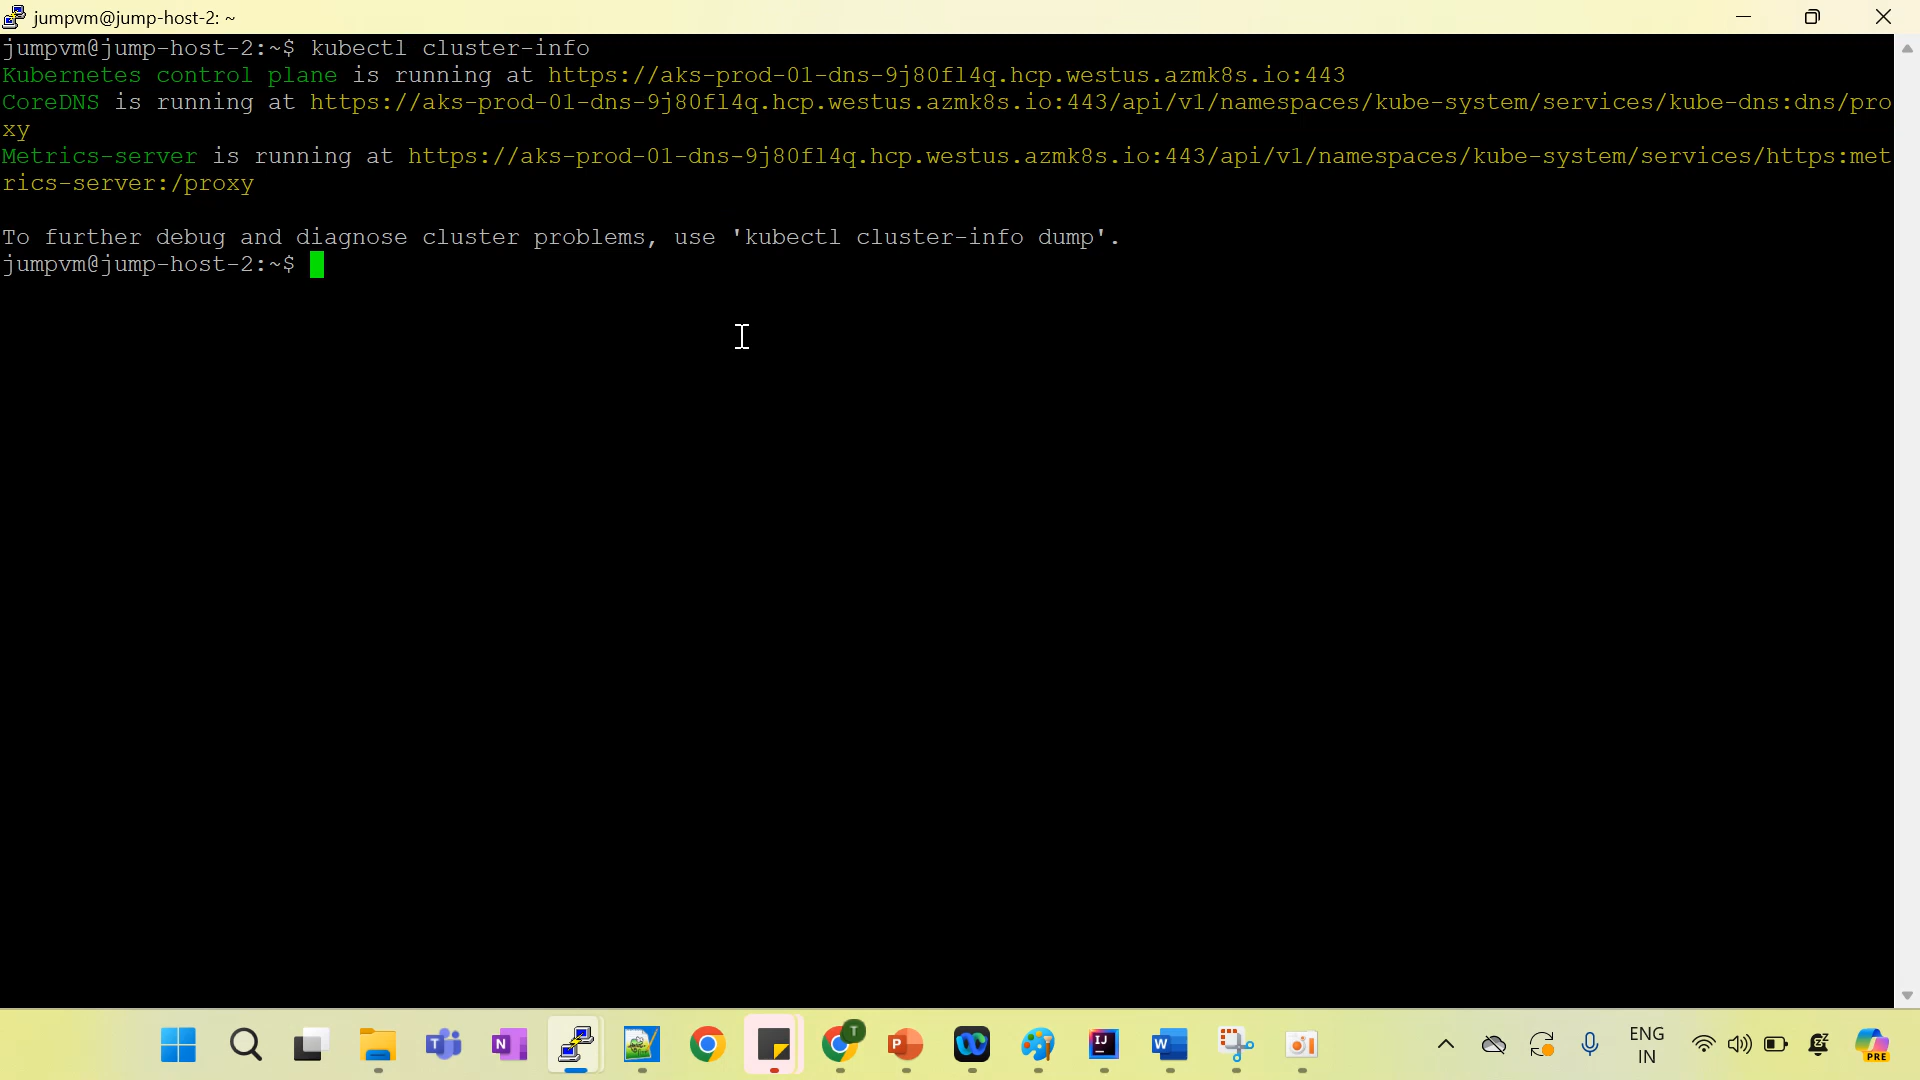 jumpvm@jump-host-2: ~
jumpvm@jump-host-2:~$ kubectl cluster-info
Kubernetes control plane is running at https://aks-prod-01-dns-9j80fl4q.hcp.westus.azmk8s.io:443
CoreDNS is running at https://aks-prod-01-dns-9j80fl4q.hcp.westus.azmk8s.io:443/api/v1/namespaces/kube-system/services/kube-dns:dns/pro
xy
Metrics-server is running at https://aks-prod-01-dns-9j80fl4q.hcp.westus.azmk8s.io:443/api/v1/namespaces/kube-system/services/https:met
rics-server:/proxy
To further debug and diagnose cluster problems, use 'kubectl cluster-info dump'.
jumpvm@jump-host-2:~$
T
N
T
P
IJ
W
ENG
IN
PRE